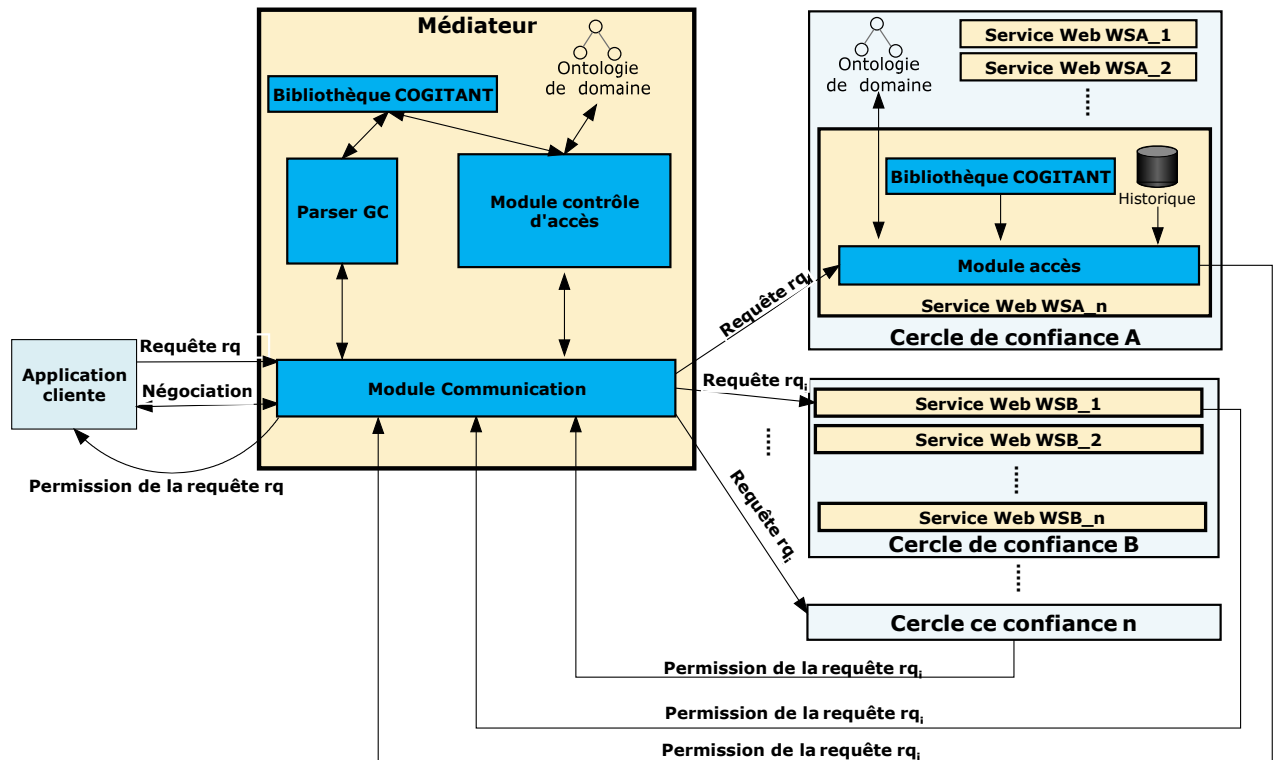 Médiateur
Ontologie
de domaine
Bibliothèque COGITANT
Parser GC
Module contrôle
d'accès
Module Communication
Application
cliente
Requête rq
Négociation
Permission de la requête rq
Requête rqi
Requête rqi
Requête rqi
Ontologie
de domaine
Service Web WSA_1
Service Web WSA_2
Bibliothèque COGITANT
Historique
Module accès
Service Web WSA_n
Cercle de confiance A
Service Web WSB_1
Service Web WSB_2
Service Web WSB_n
Cercle de confiance B
Cercle ce confiance n
Permission de la requête rqi
Permission de la requête rqi
Permission de la requête rqi